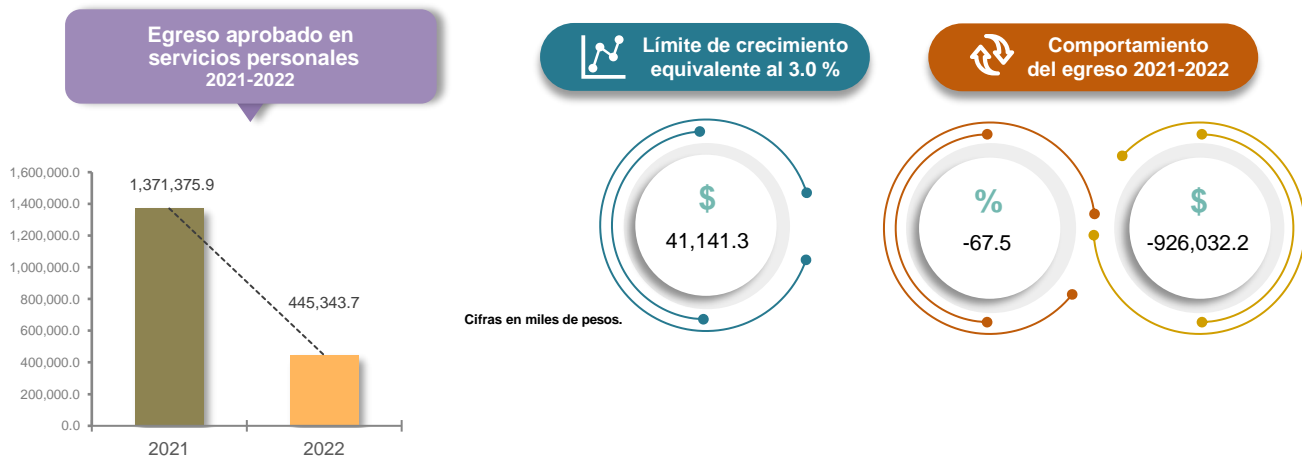 Egreso aprobado en
servicios personales
2021-2022
1,600,000.0
1,400,000.0
1,200,000.0
1,000,000.0
800,000.0
600,000.0
400,000.0
200,000.0
0.0
1,371,375.9
445,343.7
2021
2022
Límite de crecimiento
equivalente al 3.0 %
$
41,141.3
Cifras en miles de pesos.
Comportamiento
del egreso 2021-2022
%
-67.5
$
-926,032.2